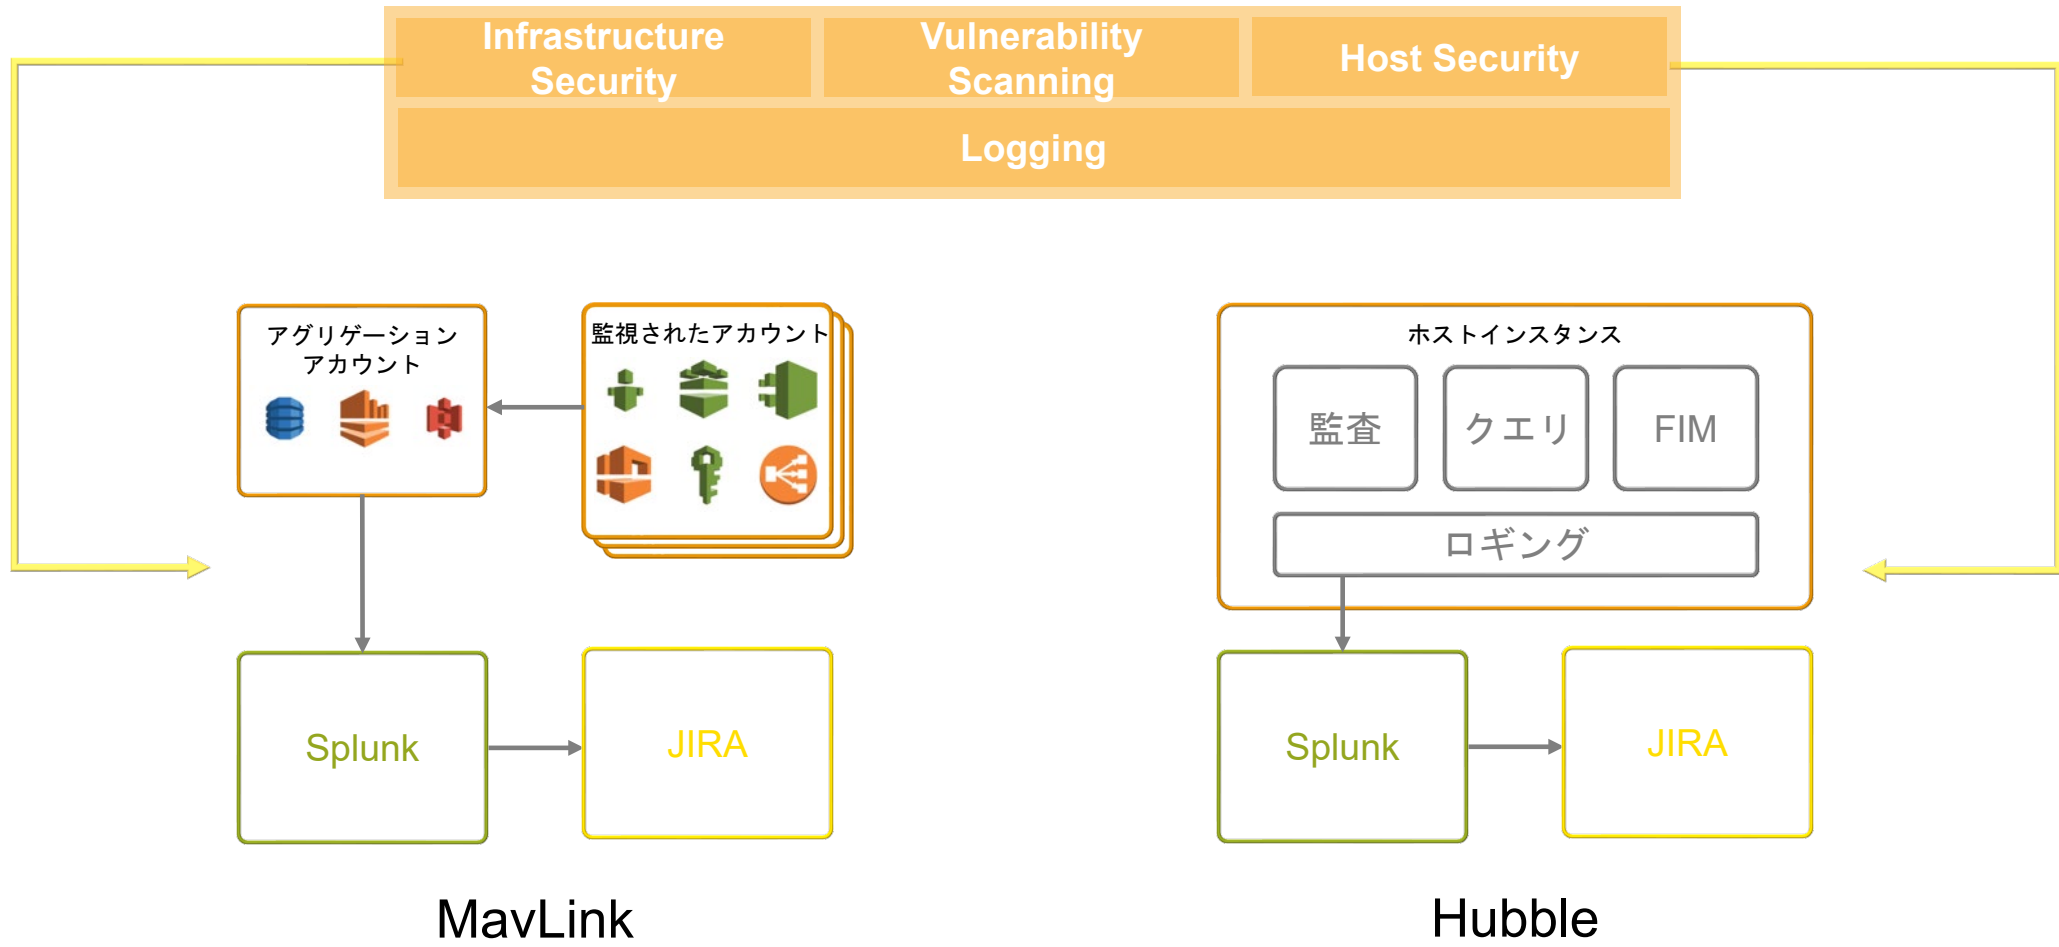 Infrastructure
Security
Vulnerability
Scanning
Host Security
Logging
アグリゲーション
アカウント
監視されたアカウント
ホストインスタンス
監査
クエリ
FIM
ロギング
Splunk
JIRA
Splunk
JIRA
MavLink
Hubble